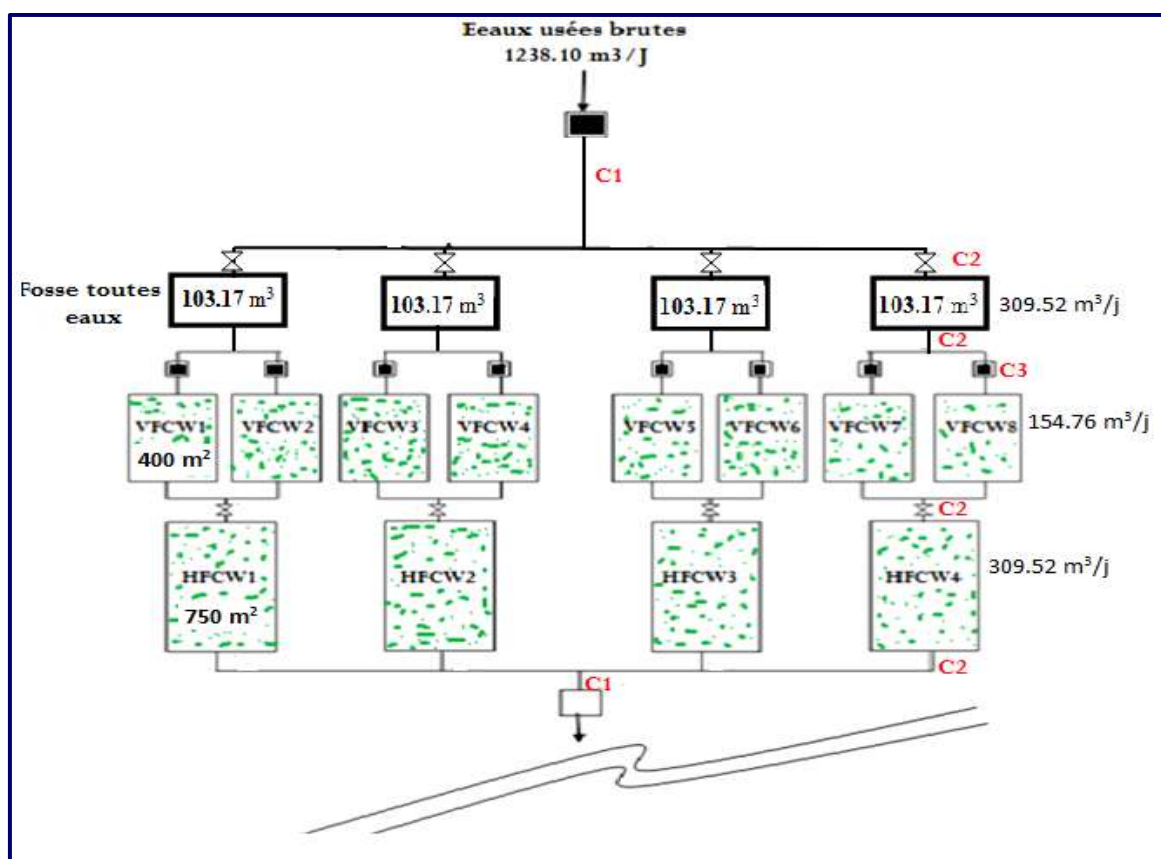 Eeaux usées brutes
1238.10 m3/J
C1
C2
Fosse toutes
eaux
103.17 m³
103.17 m³
103.17 m³
103.17 m³
309.52 m³/j
C2
C3
VFCW1
VFCW2
VFCW3
VFCW4
VFCW5
VFCW6
VFCW7
VFCW8
154.76 m³/j
400 m²
C2
HFCW1
HFCW2
HFCW3
HFCW4
309.52 m³/j
750 m²
C2
C1